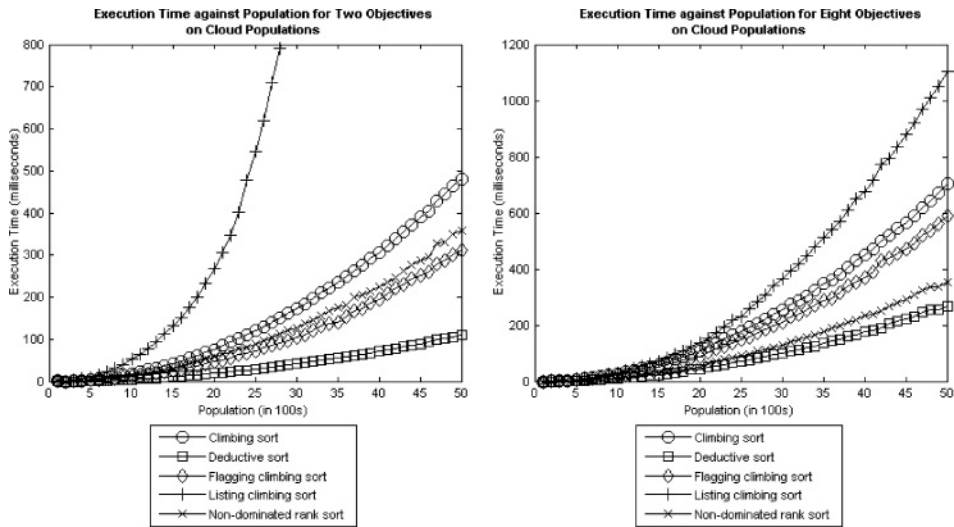 Execution Time against Population for Two Objectives
on Cloud Populations
800
700
600
500
400
300
200
100
0
Execution Time (milliseconds)
0 5 10 15 20 25 30 35 40 45 50
Population (in 100s)
Climbing sort
Deductive sort
Flagging climbing sort
Listing climbing sort
Non-dominated rank sort
Execution Time against Population for Eight Objectives
on Cloud Populations
1200
1000
800
600
400
200
0
Execution Time (milliseconds)
0 5 10 15 20 25 30 35 40 45 50
Population (in 100s)
Climbing sort
Deductive sort
Flagging climbing sort
Listing climbing sort
Non-dominated rank sort